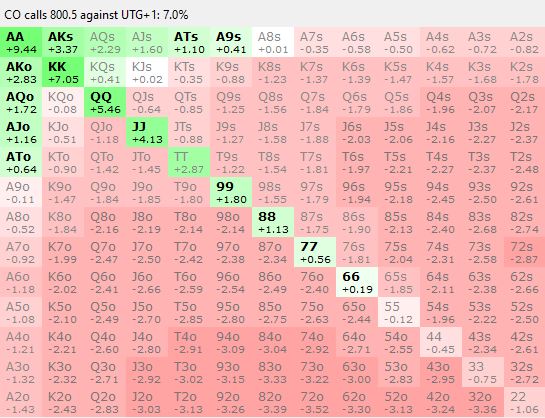 CO calls 800.5 against UTG+1: 7.0%
AA AKs AQs AJs ATs A9s A8s A7s A6s A5s A4s A3s A2s
+9.44 +3.37 +2.29 +1.60 +1.10 +0.41 +0.01 -0.35 -0.58 -0.50 -0.62 -0.72 -0.82
AKo KK KQs KJs KTs K9s K8s K7s K6s K5s K4s K3s K2s
+2.83 +7.05 +0.41 +0.02 -0.35 -0.88 -1.23 -1.37 -1.39 -1.47 -1.57 -1.68 -1.78
AQo KQo QQ QJs QTs Q9s Q8s Q7s Q6s Q5s Q4s Q3s Q2s
+1.72 -0.08 +5.46 -0.64 -0.85 -1.25 -1.56 -1.84 -1.79 -1.86 -1.96 -2.07 -2.17
AJo KJo QJo JJ JTs J9s J8s J7s J6s J5s J4s J3s J2s
+1.16 -0.51 -1.18 +4.13 -0.88 -1.27 -1.58 -1.88 -2.03 -2.06 -2.16 -2.27 -2.37
ATo KTo QTo JTo TT T9s T8s T7s T6s T5s T4s T3s T2s
+0.64 -0.90 -1.42 -1.45 +2.87 -1.22 -1.54 -1.81 -1.97 -2.21 -2.27 -2.37 -2.48
A9o K9o Q9o J9o T9o 99 98s 97s 96s 95s 94s 93s 92s
-0.11 -1.47 -1.84 -1.85 -1.80 +1.80 -1.55 -1.79 -1.94 -2.18 -2.45 -2.50 -2.61
A8o K8o Q8o J8o T8o 98o 88 87s 86s 85s 84s 83s 82s
-0.52 -1.84 -2.16 -2.19 -2.14 -2.14 +1.13 -1.75 -1.90 -2.13 -2.40 -2.68 -2.74
A7o K7o Q7o J7o T7o 97o 87o 77 76s 75s 74s 73s 72s
-0.92 -1.99 -2.47 -2.50 -2.42 -2.38 -2.34 +0.56 -1.81 -2.04 -2.31 -2.58 -2.87
A6o K6o Q6o J6o T6o 96o 86o 76o 66 65s 64s 63s 62s
-1.18 -2.02 -2.41 -2.66 -2.59 -2.54 -2.49 -2.40 +0.19 -1.85 -2.11 -2.38 -2.66
A5o K5o Q5o J5o T5o 95o 85o 75o 65o 55 54s 53s 52s
-1.08 -2.10 -2.49 -2.70 -2.85 -2.80 -2.75 -2.63 -2.44 -0.12 -1.96 -2.22 -2.50
A4o K4o Q4o J4o T4o 94o 84o 74o 64o 54o 44 43s 42s
-1.21 -2.21 -2.60 -2.80 -2.91 -3.09 -3.04 -2.92 -2.71 -2.55 -0.45 -2.34 -2.61
A3o K3o Q3o J3o T3o 93o 83o 73o 63o 53o 43o 33 32s
-1.32 -2.32 -2.71 -2.92 -3.02 -3.15 -3.33 -3.22 -3.00 -2.83 -2.95 -0.75 -2.72
A2o K2o Q2o J2o T2o 92o 82o 72o 62o 52o 42o 32o 22
-1.43 -2.43 -2.83 -3.03 -3.13 -3.26 -3.39 -3.52 -3.30 -3.13 -3.24 -3.36 -1.06